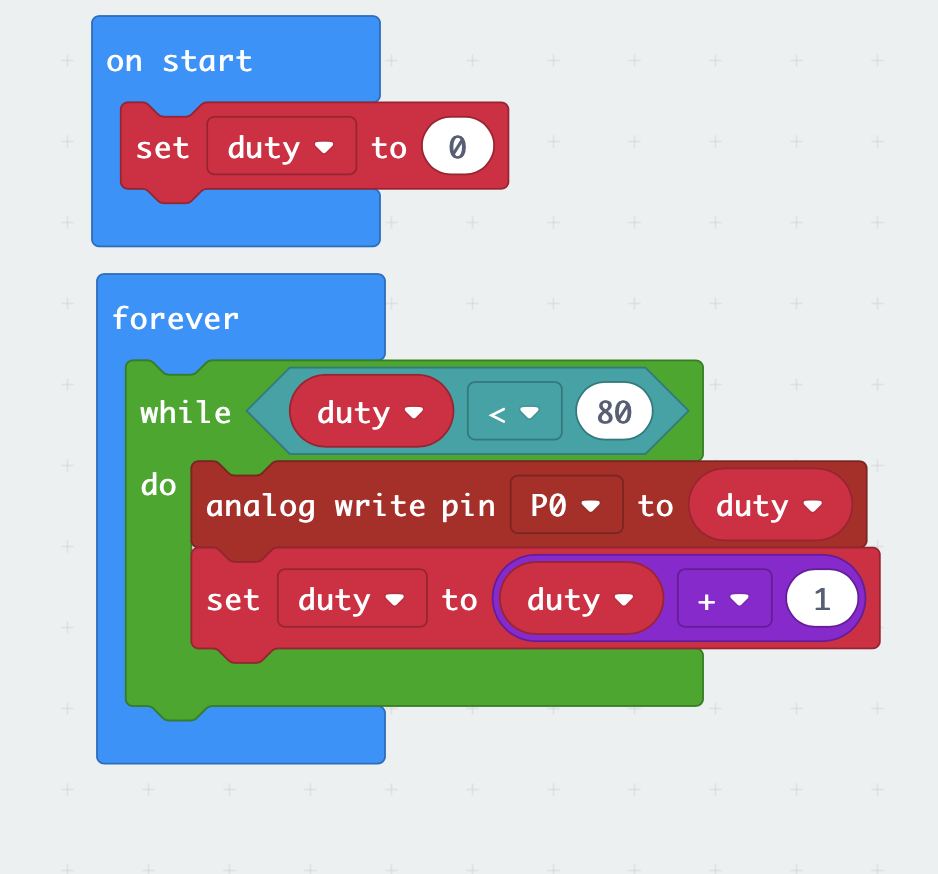 on start
set duty to 0
forever
while duty < 80
do
analog write pin P0 to duty
set duty to duty + 1